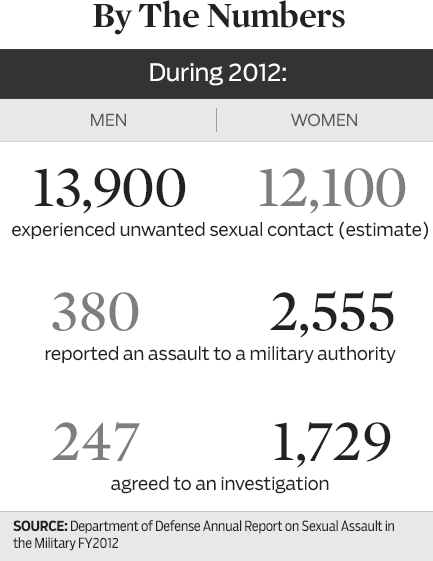 By The Numbers
During 2012:
MEN | WOMEN
13,900 12,100
experienced unwanted sexual contact (estimate)
380 2,555
reported an assault to a military authority
247 1,729
agreed to an investigation
SOURCE: Department of Defense Annual Report on Sexual Assault in
the Military FY2012